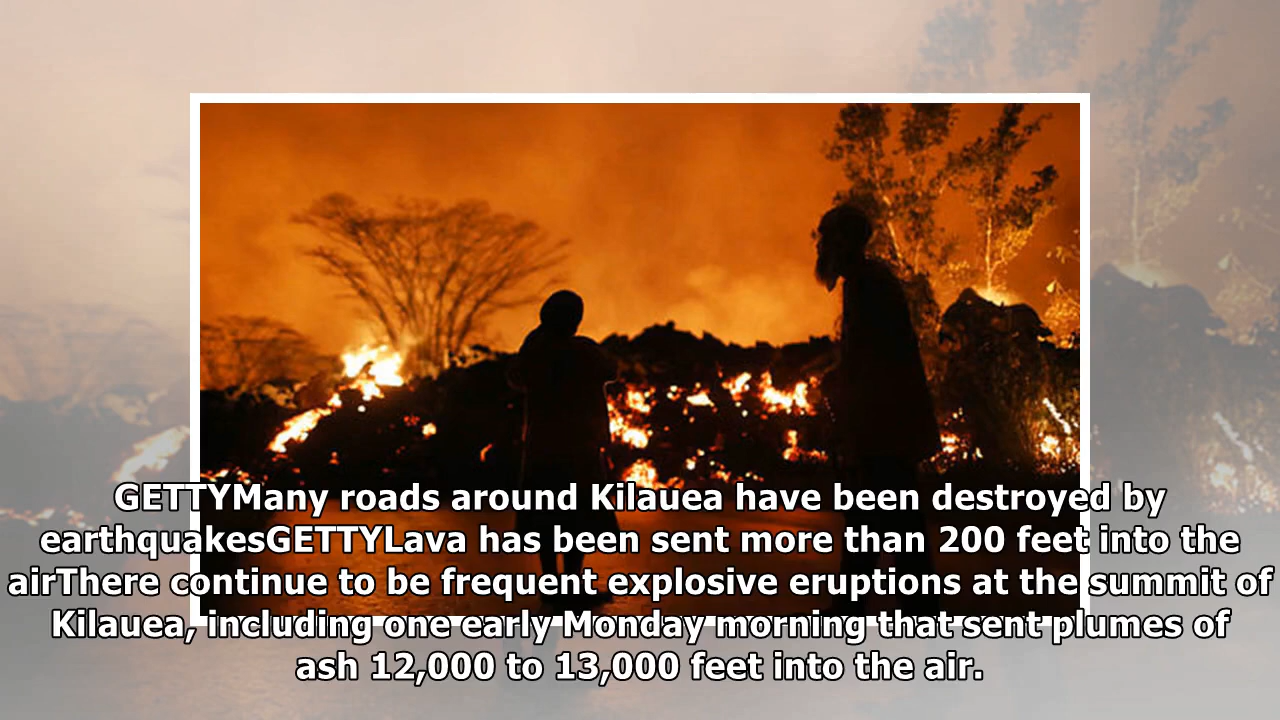 GETTYMany roads around Kilauea have been destroyed by
earthquakesGETTYLava has been sent more than 200 feet into the
airThere continue to be frequent explosive eruptions at the summit of
Kilauea, including one early Monday morning that sent plumes of
ash 12,000 to 13,000 feet into the air.